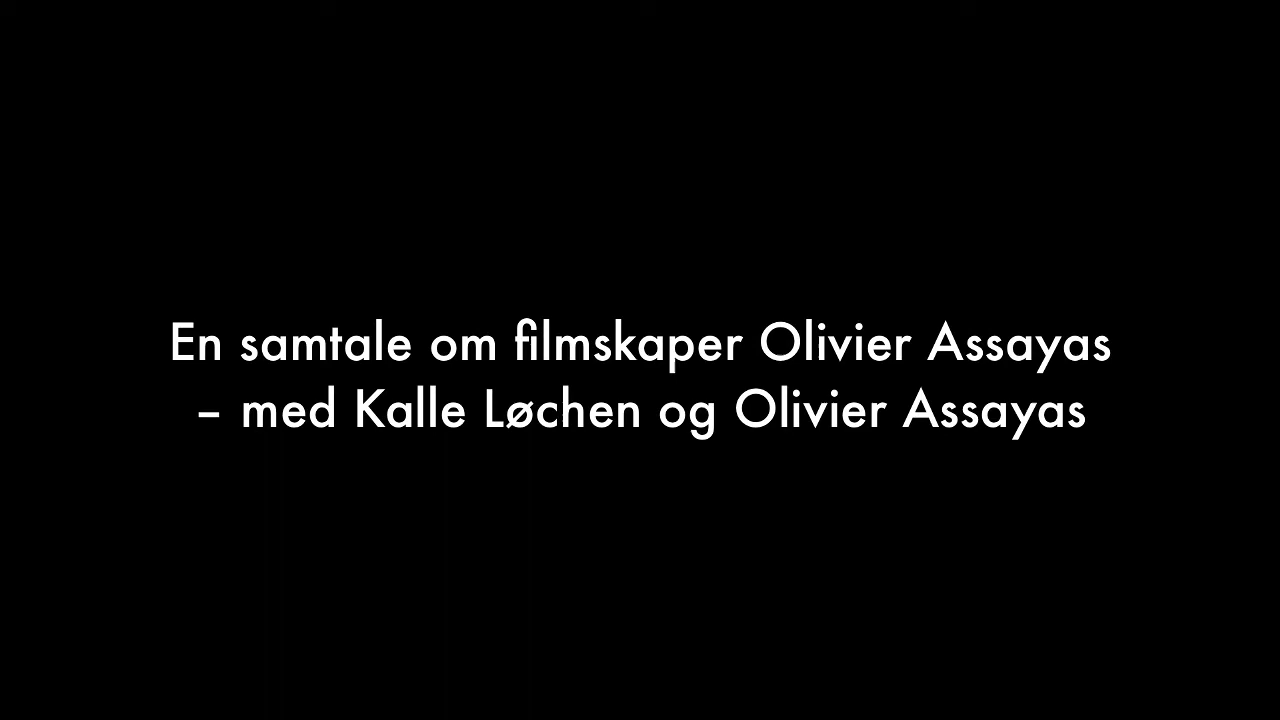 En samtale om filmskaper Olivier Assayas
– med Kalle Løchen og Olivier Assayas